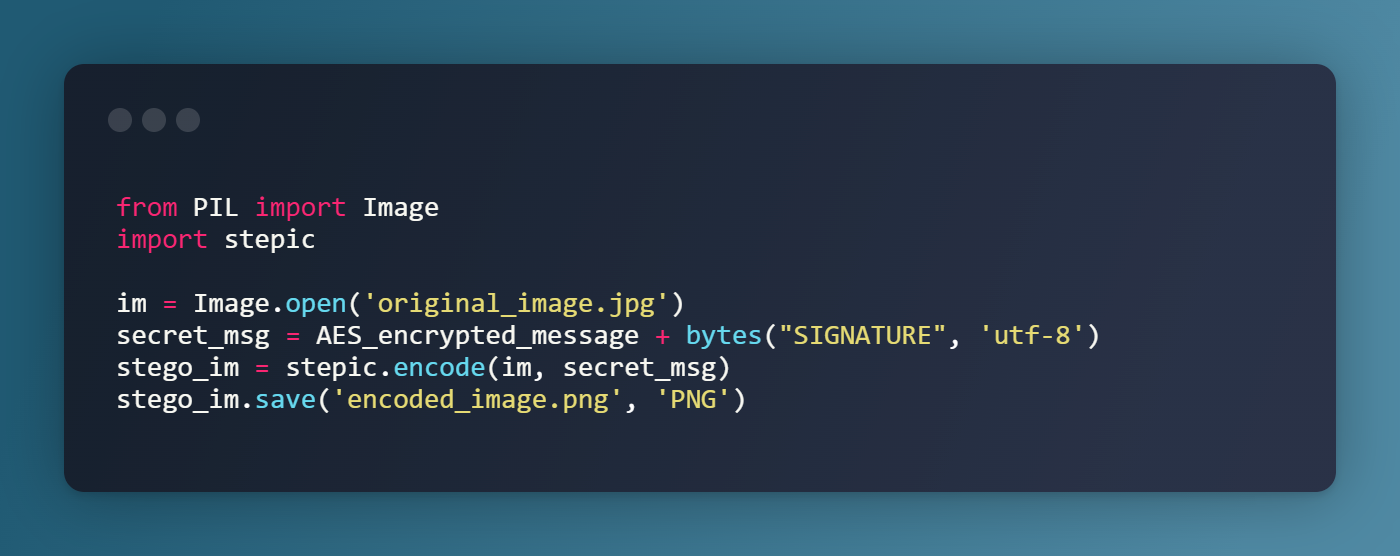 from PIL import Image
import stepic
im = Image.open('original_image.jpg')
secret_msg = AES_encrypted_message + bytes("SIGNATURE", 'utf-8')
stego_im = stepic.encode(im, secret_msg)
stego_im.save('encoded_image.png', 'PNG')